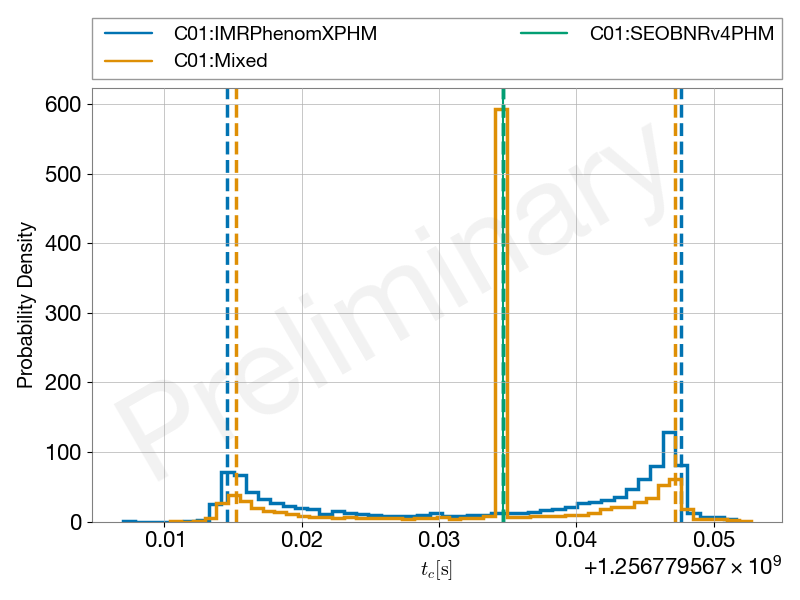 C01:IMRPhenomXPHM
C01:SEOBNRv4PHM
C01:Mixed
600
500
400
300
200
100
0
Probability Density
Preliminary
0.01
0.02
0.03
0.04
0.05
t_c[s]
+1.256779567 × 10⁹